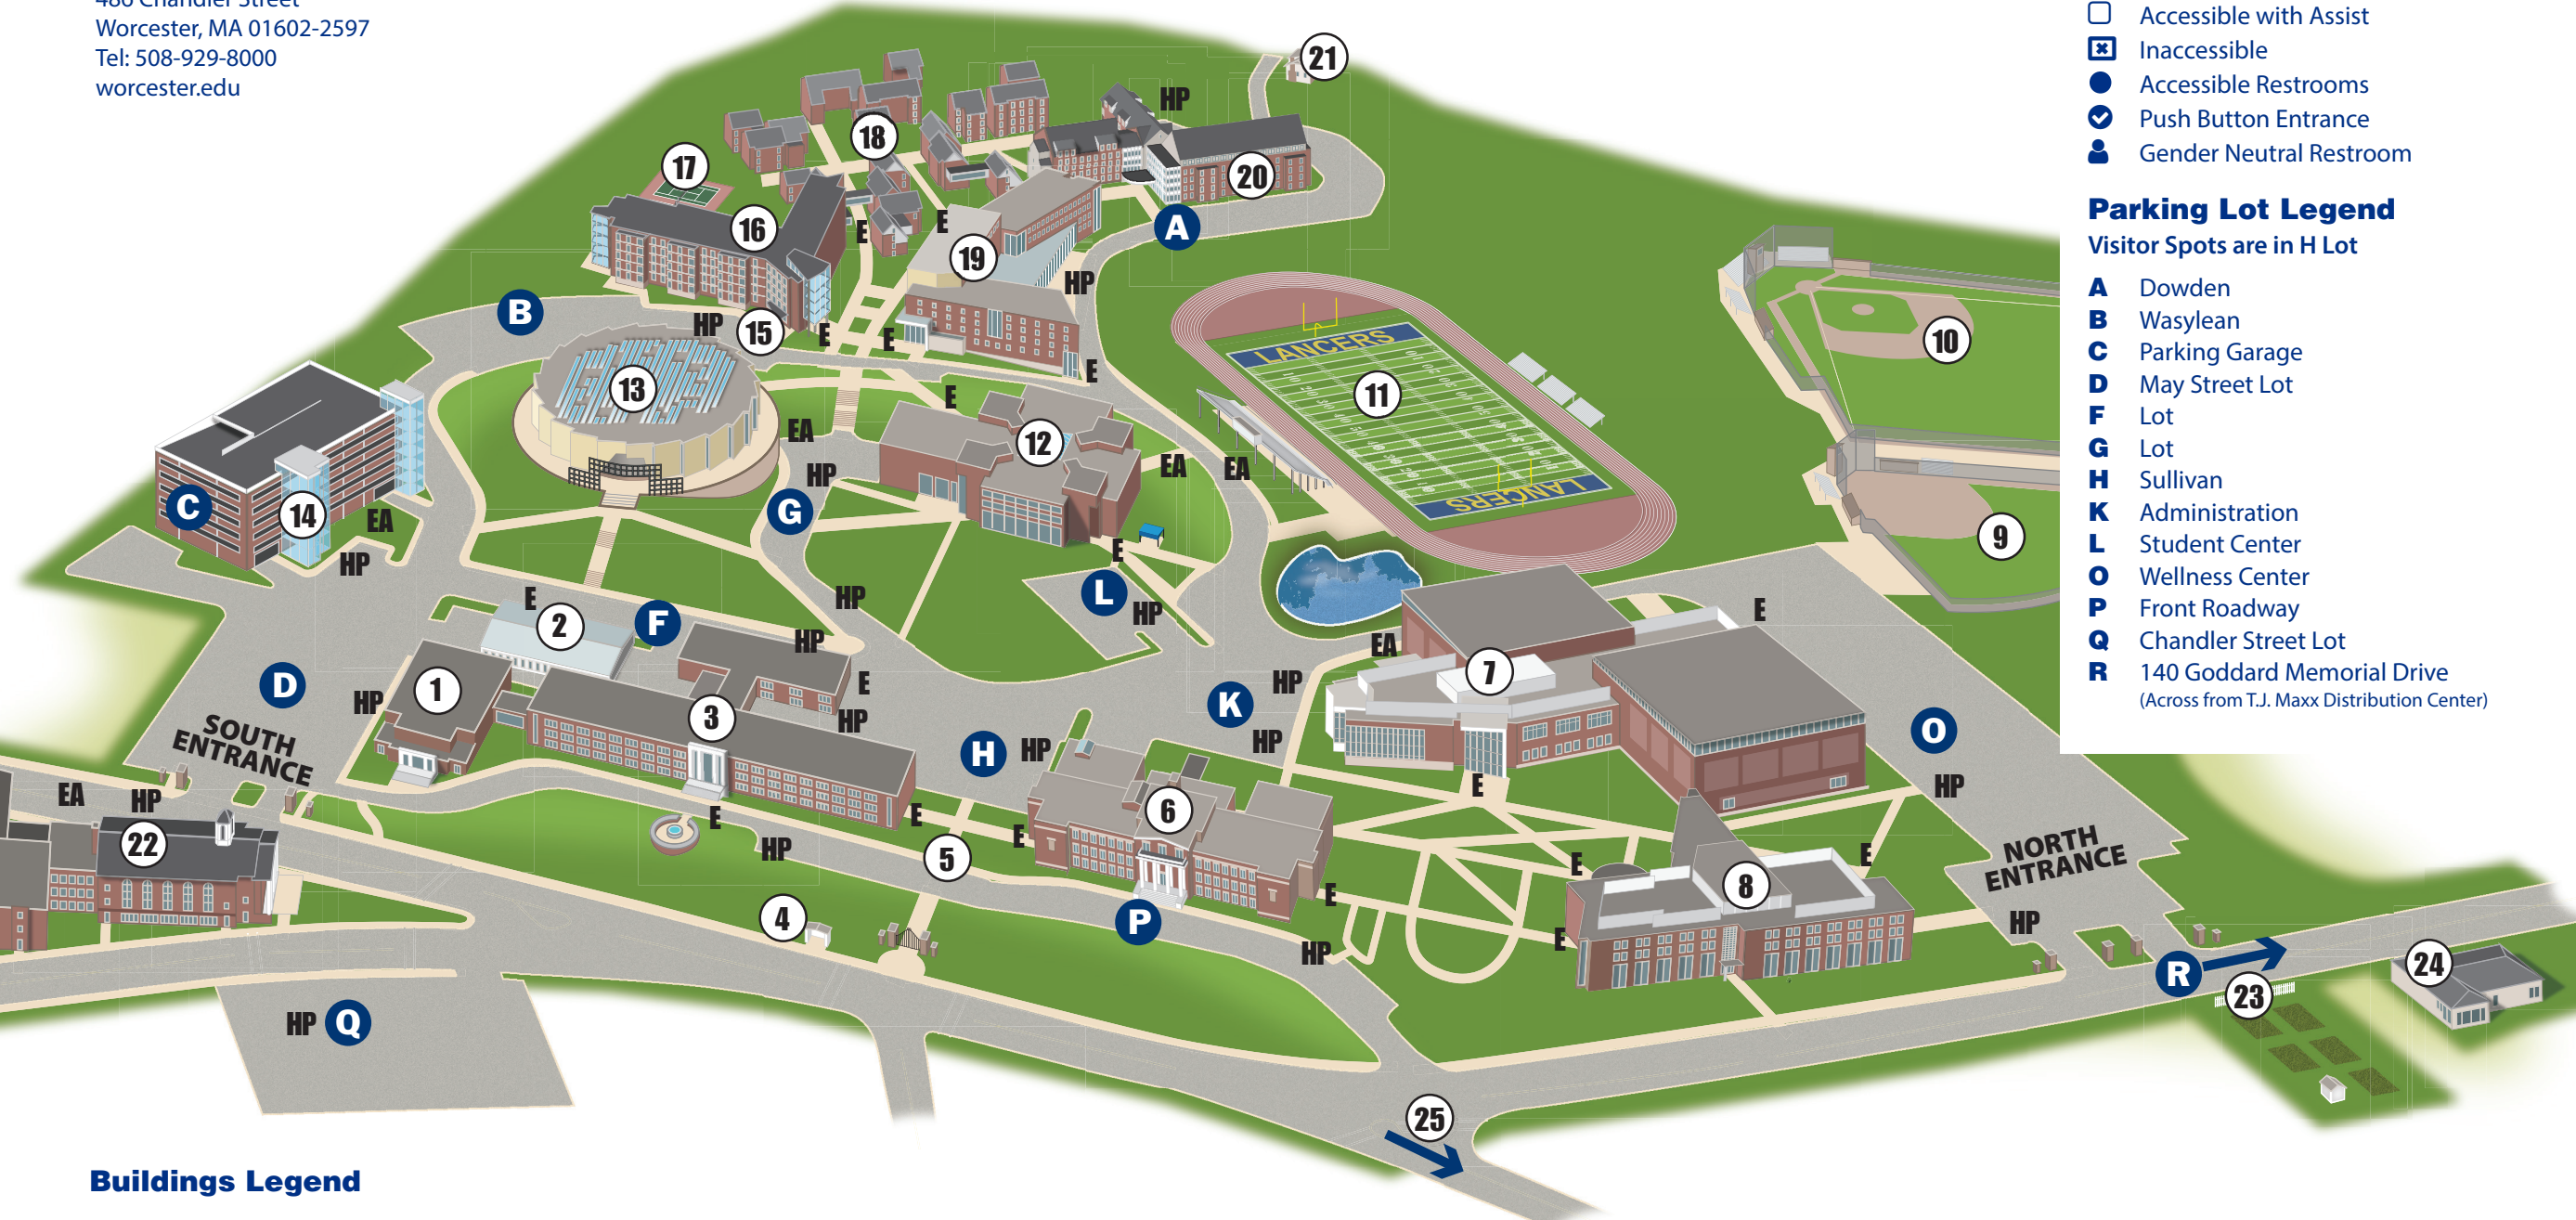 486 Chandler Street
Worcester, MA 01602-2597
Tel: 508-929-8000
worcester.edu
Accessible with Assist
Inaccessible
Accessible Restrooms
Push Button Entrance
Gender Neutral Restroom
Parking Lot Legend
Visitor Spots are in H Lot
A Dowden
B Wasylean
C Parking Garage
D May Street Lot
F Lot
G Lot
H Sullivan
K Administration
L Student Center
O Wellness Center
P Front Roadway
Q Chandler Street Lot
R 140 Goddard Memorial Drive
(Across from T.J. Maxx Distribution Center)
21
HP
18
17
20
16
E
E
A
19
HP
B
HP
15
E
E
LANCERS
10
E
13
E
11
EA
12
EA
EA
HP
C
14
EA
G
LANCERS
9
HP
E
L
HP
E
2
F
HP
HP
E
EA
7
D
1
HP
3
E
HP
K
HP
SOUTH
ENTRANCE
H
HP
HP
O
E
HP
EA
HP
22
E
E
6
E
HP
5
E
E
NORTH
ENTRANCE
8
E
4
P
E
HP
HP
24
R
23
HP
Q
25
Buildings Legend